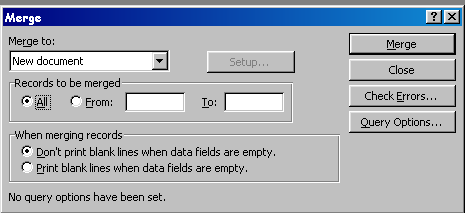 Merge
Merge to:
New document
Setup...
Merge
Close
Check Errors...
Query Options...
Records to be merged
All From: To:
When merging records
Don't print blank lines when data fields are empty.
Print blank lines when data fields are empty.
No query options have been set.